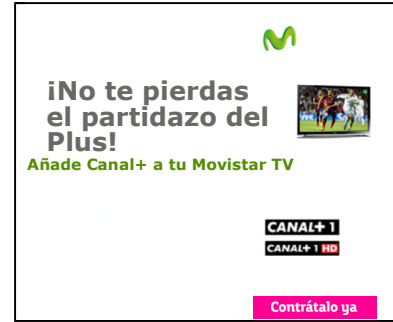 ¡No te pierdas
el partidazo del
Plus!
Añade Canal+ a tu Movistar TV
CANAL+ 1
CANAL+ 1 HD
Contrátalo ya